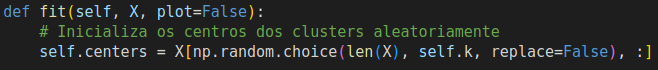 def fit(self, X, plot=False):
    # Inicializa os centros dos clusters aleatoriamente
    self.centers = X[np.random.choice(len(X), self.k, replace=False), :]